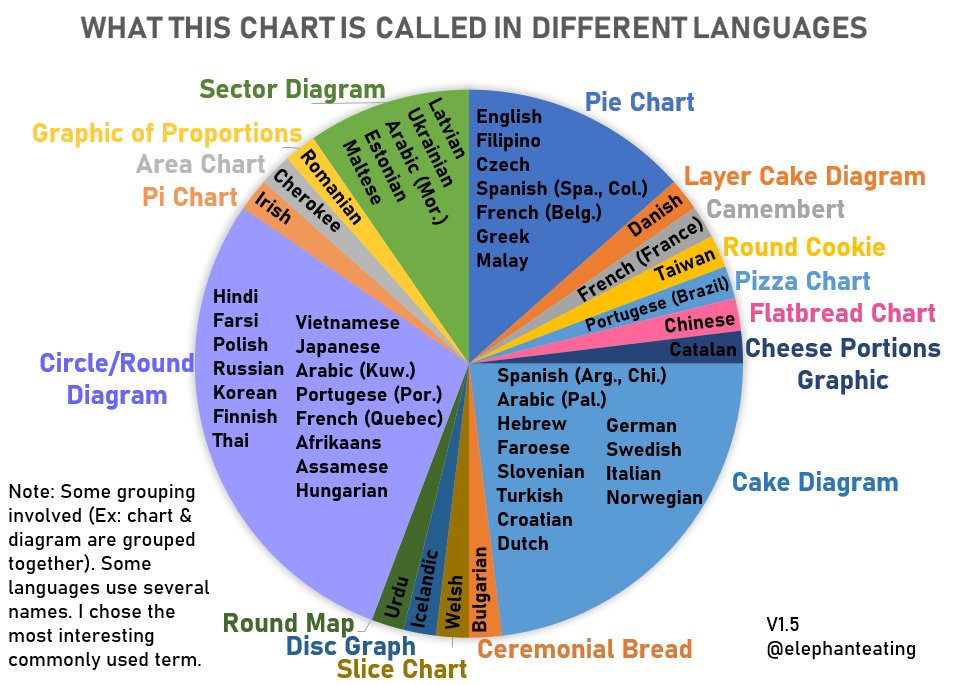 WHAT THIS CHART IS CALLED IN DIFFERENT LANGUAGES
Sector Diagram
Latvian
Ukrainian
Arabic (Mor.)
Estonian
Maltese
Pie Chart
English
Filipino
Czech
Spanish (Spa., Col.)
French (Belg.)
Greek
Malay
Graphic of Proportions
Romanian
Area Chart
Cherokee
Pi Chart
Irish
Layer Cake Diagram
Danish
Camembert
French (France)
Round Cookie
Taiwan
Pizza Chart
Portugese (Brazil)
Flatbread Chart
Chinese
Cheese Portions
Graphic
Catalan
Circle/Round
Diagram
Hindi
Farsi
Polish
Russian
Korean
Finnish
Thai
Vietnamese
Japanese
Arabic (Kuw.)
Portugese (Por.)
French (Quebec)
Afrikaans
Assamese
Hungarian
Cake Diagram
Spanish (Arg., Chi.)
Arabic (Pal.)
Hebrew
Faroese
Slovenian
Turkish
Croatian
Dutch
German
Swedish
Italian
Norwegian
Round Map
Urdu
Disc Graph
Icelandic
Slice Chart
Welsh
Ceremonial Bread
Bulgarian
Note: Some grouping
involved (Ex: chart &
diagram are grouped
together). Some
languages use several
names. I chose the
most interesting
commonly used term.
V1.5
@elephanteating